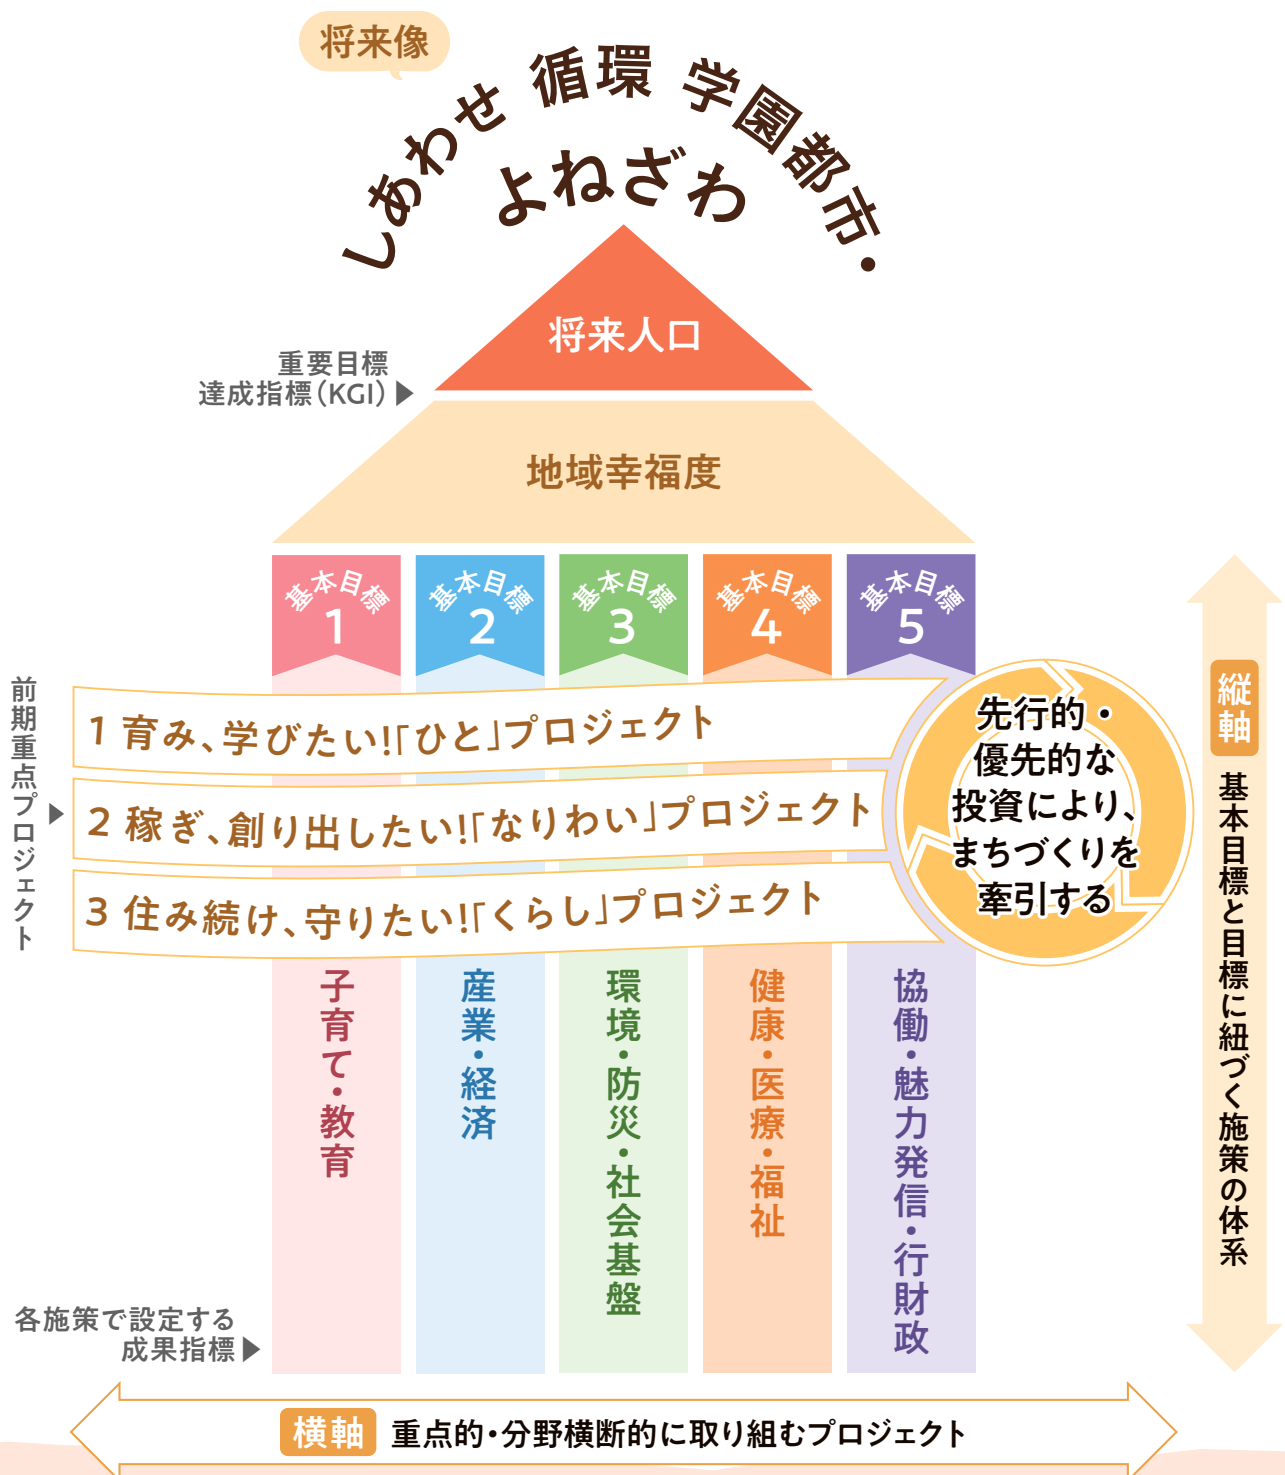 将来像
しあわせ 循環 学園都市・
よねざわ
将来人口
重要目標
達成指標(KGI)▶
地域幸福度
基本目標
1
基本目標
2
基本目標
3
基本目標
4
基本目標
5
前期重点プロジェクト▶
1 育み、学びたい!「ひと」プロジェクト
2 稼ぎ、創り出したい!「なりわい」プロジェクト
3 住み続け、守りたい!「くらし」プロジェクト
先行的・
優先的な
投資により、
まちづくりを
牽引する
子育て・教育
産業・経済
環境・防災・社会基盤
健康・医療・福祉
協働・魅力発信・行財政
縦軸 基本目標と目標に紐づく施策の体系
各施策で設定する
成果指標▶
横軸 重点的・分野横断的に取り組むプロジェクト